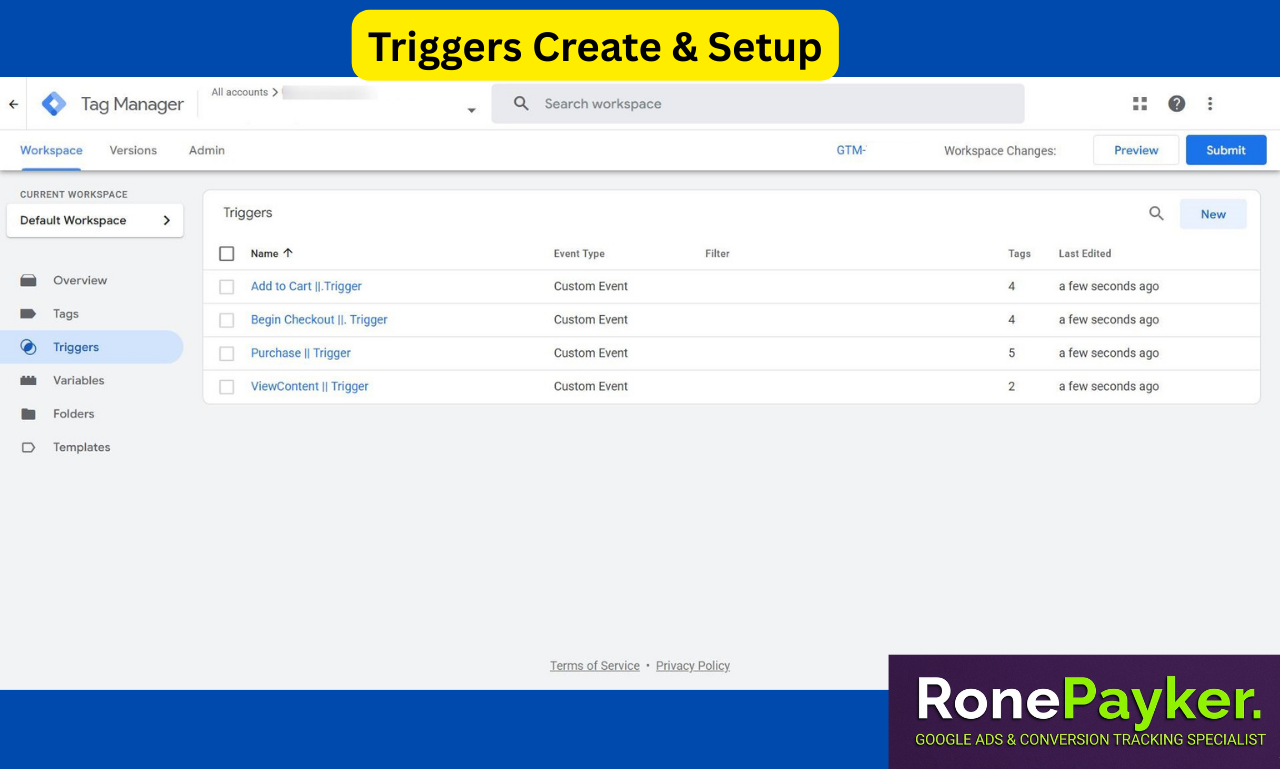 Triggers Create & Setup
Tag Manager
All accounts >
Search workspace
Workspace Versions Admin
GTM- Workspace Changes: Preview Submit
CURRENT WORKSPACE
Default Workspace
Overview
Tags
Triggers
Variables
Folders
Templates
Triggers New
Name ↑ Event Type Filter Tags Last Edited
Add to Cart ||.Trigger Custom Event 4 a few seconds ago
Begin Checkout ||. Trigger Custom Event 4 a few seconds ago
Purchase || Trigger Custom Event 5 a few seconds ago
ViewContent || Trigger Custom Event 2 a few seconds ago
Terms of Service • Privacy Policy
RonePayker.
GOOGLE ADS & CONVERSION TRACKING SPECIALIST